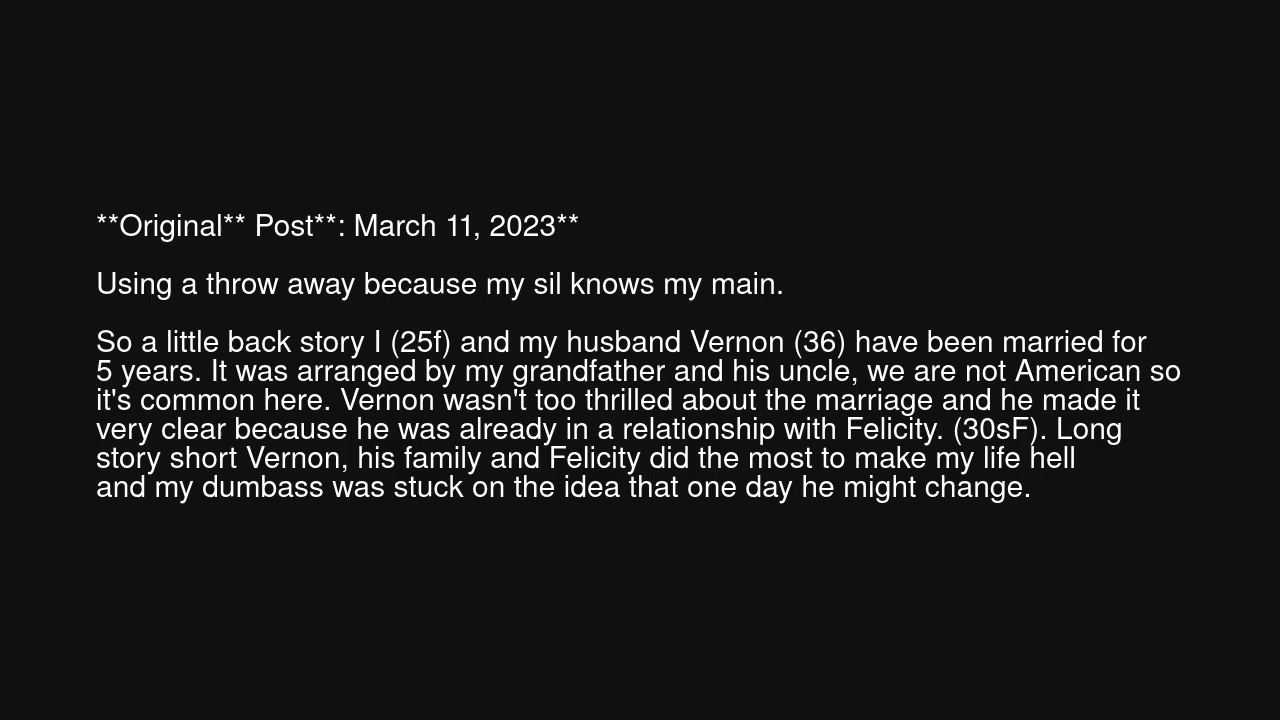 **Original** Post**: March 11, 2023**
Using a throw away because my sil knows my main.
So a little back story I (25f) and my husband Vernon (36) have been married for
5 years. It was arranged by my grandfather and his uncle, we are not American so
it's common here. Vernon wasn't too thrilled about the marriage and he made it
very clear because he was already in a relationship with Felicity. (30sF). Long
story short Vernon, his family and Felicity did the most to make my life hell
and my dumbass was stuck on the idea that one day he might change.